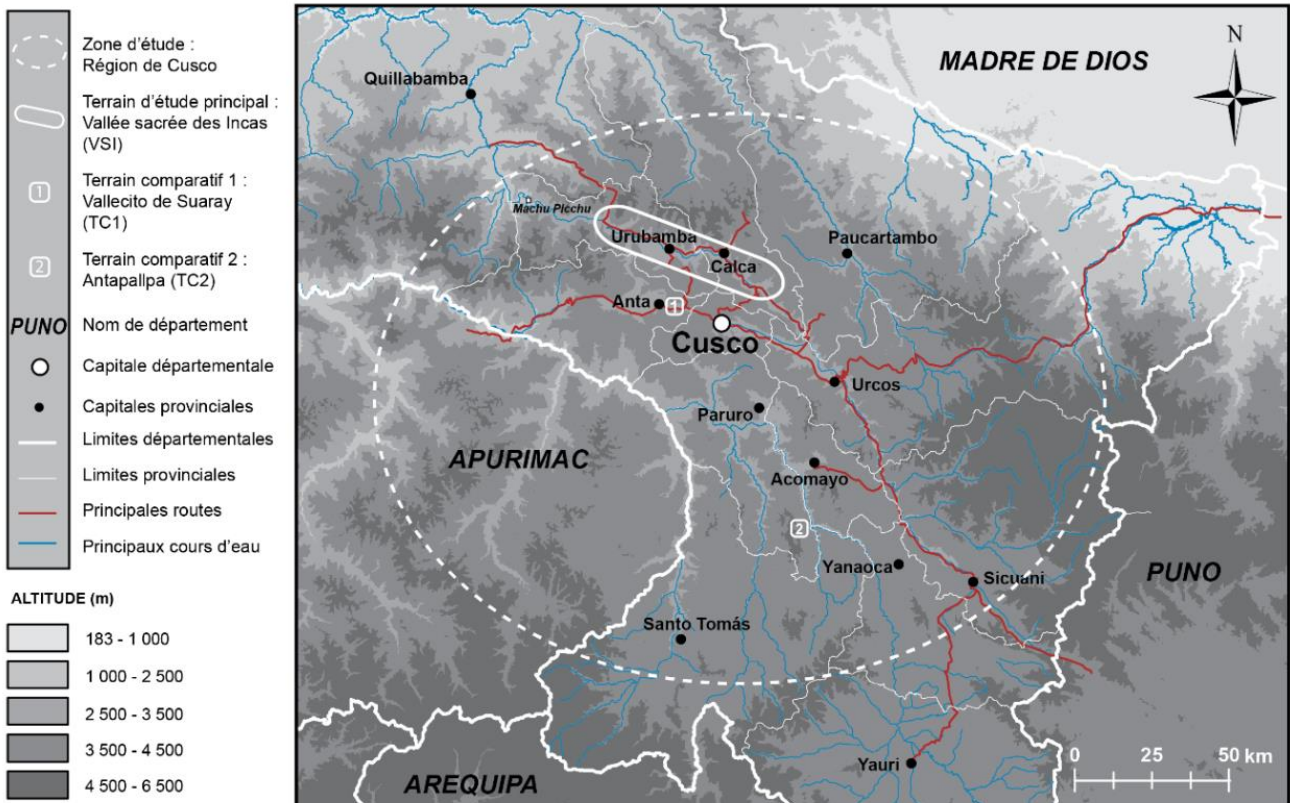 Zone d'étude :
Région de Cusco
Terrain d'étude principal :
Vallée sacrée des Incas
(VSI)
1
Terrain comparatif 1 :
Vallecito de Suaray
(TC1)
2
Terrain comparatif 2 :
Antapallpa (TC2)
PUNO
Nom de département
Capitale départementale
Capitales provinciales
Limites départementales
Limites provinciales
Principales routes
Principaux cours d'eau
ALTITUDE (m)
183 - 1 000
1 000 - 2 500
2 500 - 3 500
3 500 - 4 500
4 500 - 6 500
MADRE DE DIOS
N
Quillabamba
Machu Picchu
Urubamba
Calca
Paucartambo
Anta
1
Cusco
Urcos
Paruro
APURIMAC
Acomayo
2
Yanaoca
Sicuani
PUNO
Santo Tomás
Yauri
AREQUIPA
0 25 50 km